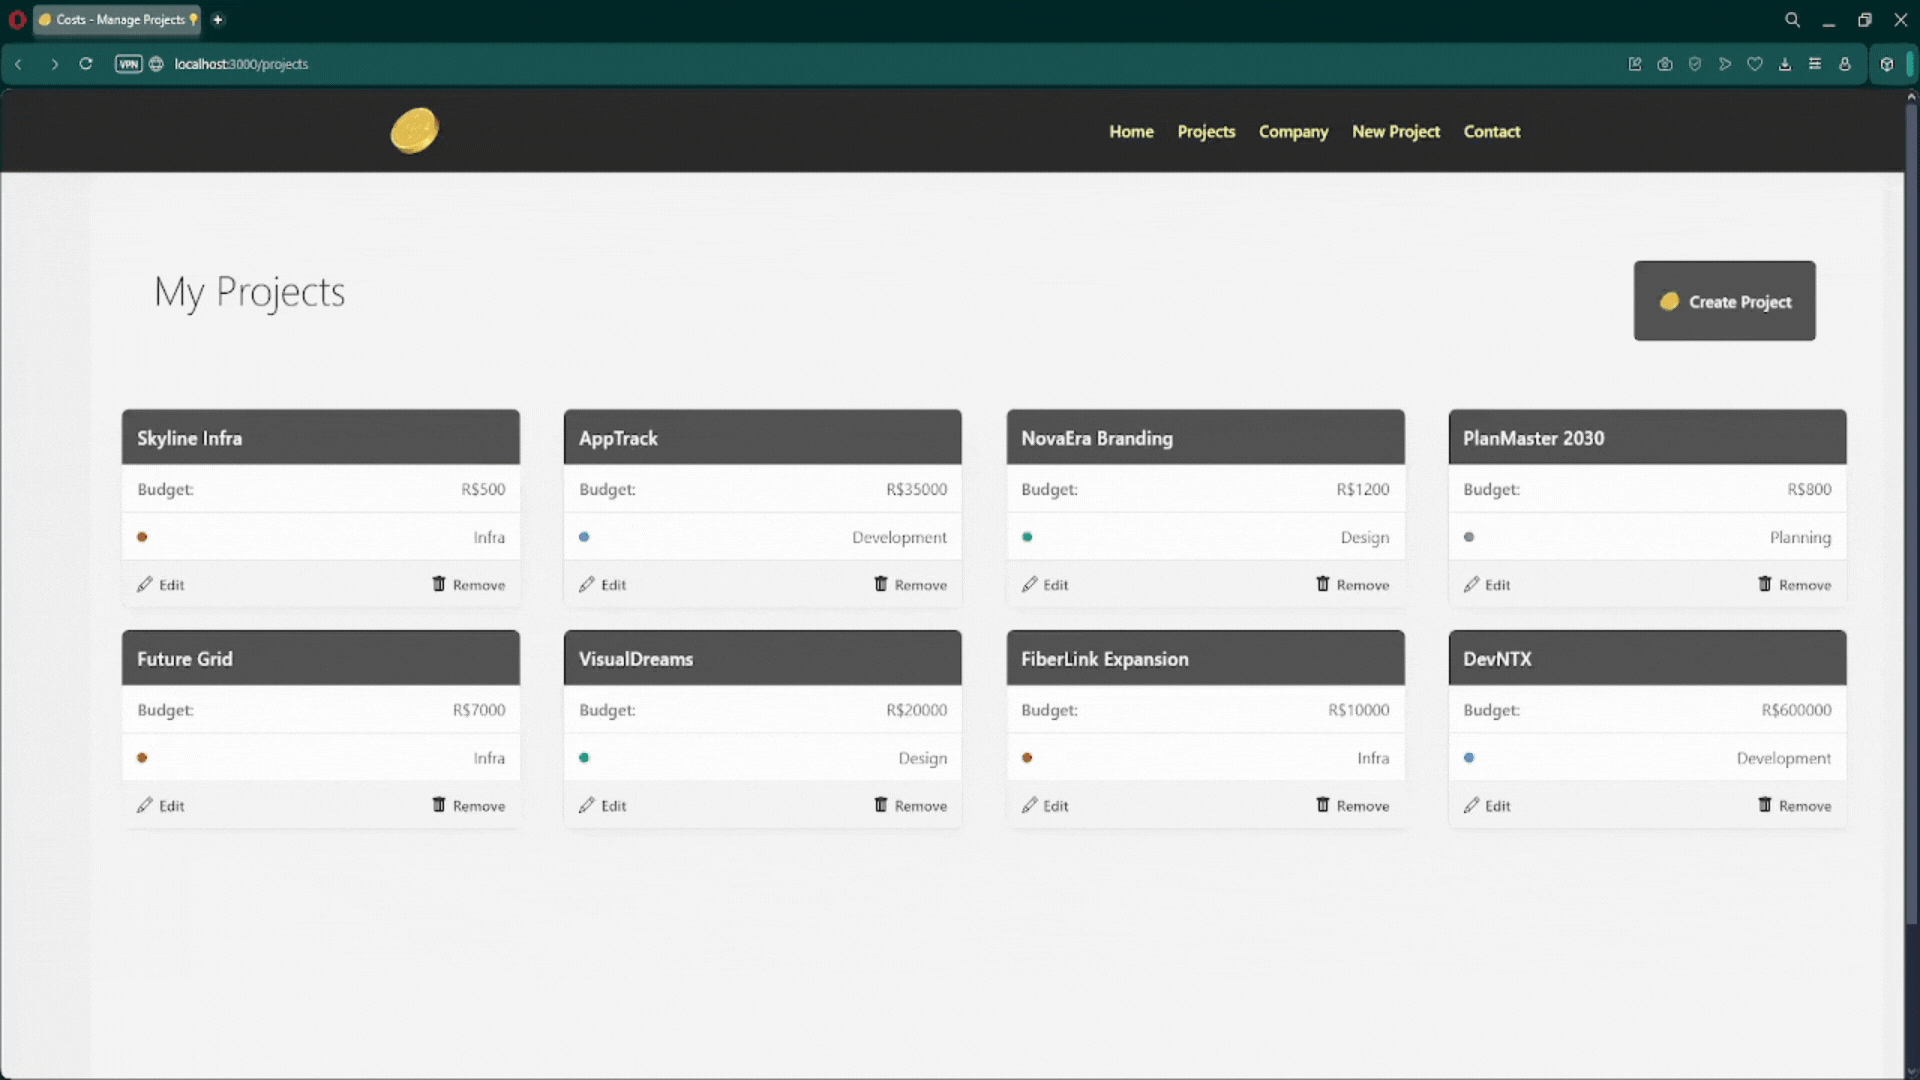 Costs - Manage Projects
VPN localhost:3000/projects
Home Projects Company New Project Contact
My Projects
Create Project
Skyline Infra
Budget: R$500
Infra
Edit Remove
AppTrack
Budget: R$35000
Development
Edit Remove
NovaEra Branding
Budget: R$1200
Design
Edit Remove
PlanMaster 2030
Budget: R$800
Planning
Edit Remove
Future Grid
Budget: R$7000
Infra
Edit Remove
VisualDreams
Budget: R$20000
Design
Edit Remove
FiberLink Expansion
Budget: R$10000
Infra
Edit Remove
DevNTX
Budget: R$600000
Development
Edit Remove